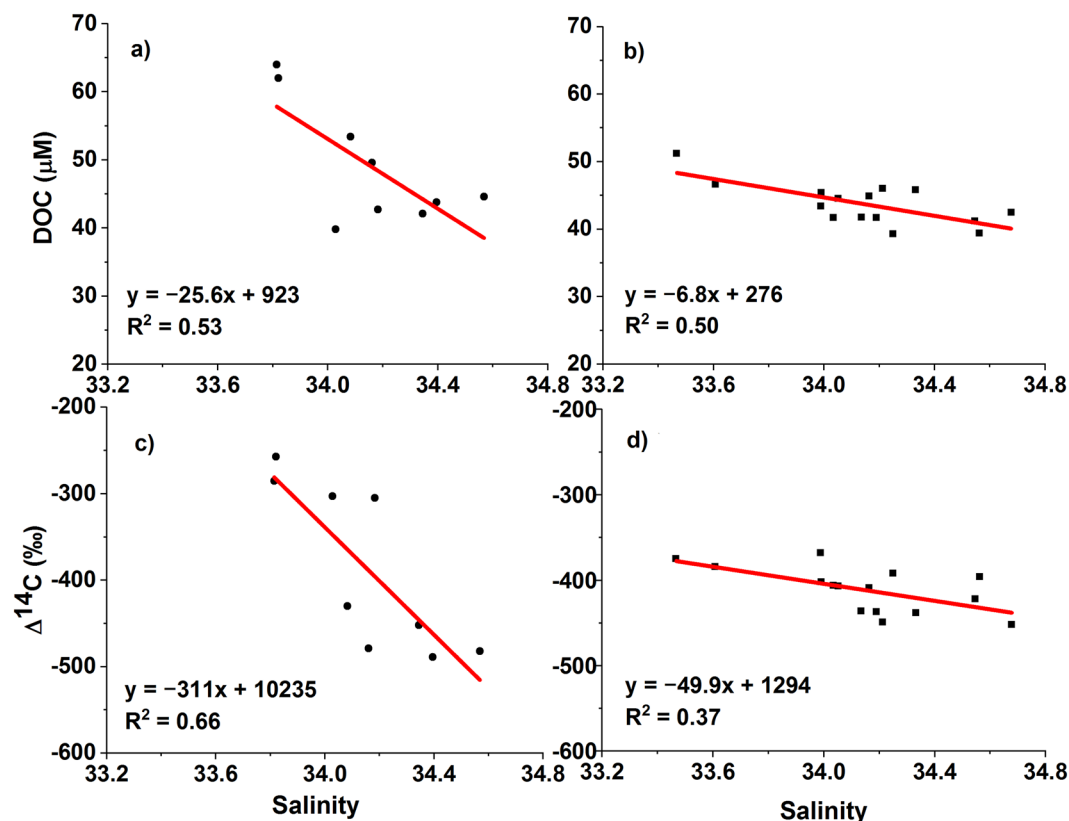 a)
70
60
50
40
30
20
DOC (μM)
y = −25.6x + 923
R² = 0.53
33.2 33.6 34.0 34.4 34.8
b)
70
60
50
40
30
20
y = −6.8x + 276
R² = 0.50
33.2 33.6 34.0 34.4 34.8
c)
-200
-300
-400
-500
-600
Δ¹⁴C (‰)
y = −311x + 10235
R² = 0.66
33.2 33.6 34.0 34.4 34.8
Salinity
d)
-200
-300
-400
-500
-600
y = −49.9x + 1294
R² = 0.37
33.2 33.6 34.0 34.4 34.8
Salinity